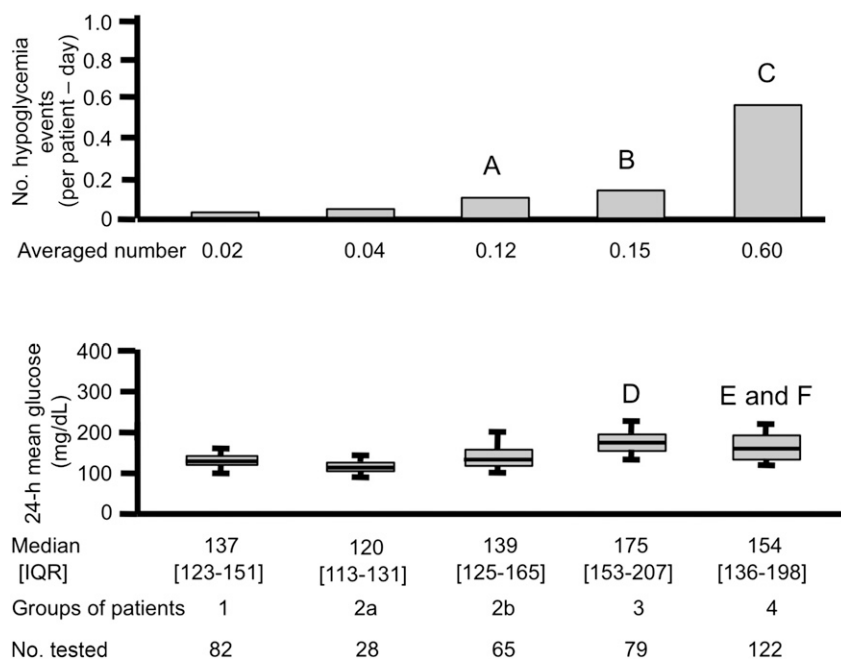 No. hypoglycemia
events
(per patient – day)
1.0
0.8
0.6
0.4
0.2
0
A
B
C
Averaged number 0.02 0.04 0.12 0.15 0.60
24-h mean glucose
(mg/dL)
400
300
200
100
0
D
E and F
Median 137 120 139 175 154
[IQR] [123-151] [113-131] [125-165] [153-207] [136-198]
Groups of patients 1 2a 2b 3 4
No. tested 82 28 65 79 122